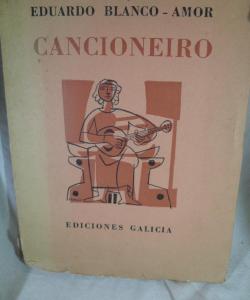 EDUARDO BLANCO - AMOR
CANCIONEIRO
EDICIONES GALICIA